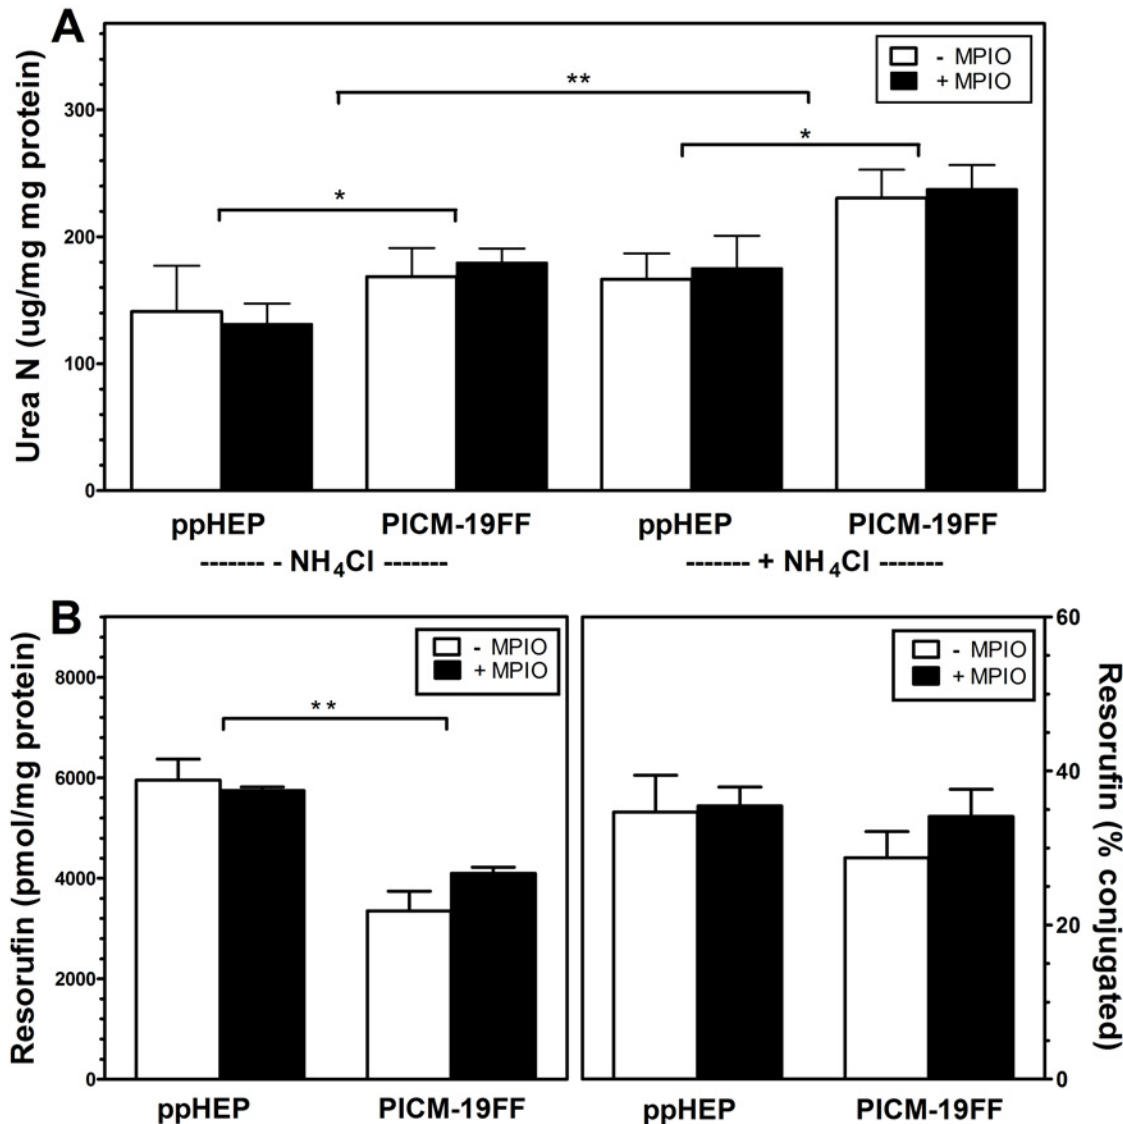 A
Urea N (ug/mg mg protein)
- MPIO
+ MPIO
**
*
*
300
200
100
0
ppHEP PICM-19FF ppHEP PICM-19FF
------- - NH₄Cl ------- ------- + NH₄Cl -------
B
Resorufin (pmol/mg protein)
- MPIO
+ MPIO
**
8000
6000
4000
2000
0
ppHEP PICM-19FF
- MPIO
+ MPIO
60
40
20
0
Resorufin (% conjugated)
ppHEP PICM-19FF